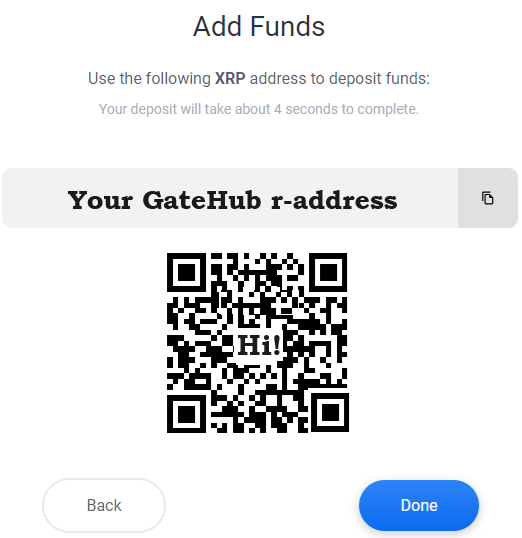 Add Funds
Use the following XRP address to deposit funds:
Your deposit will take about 4 seconds to complete.
Your GateHub r-address
Hi!
Back
Done